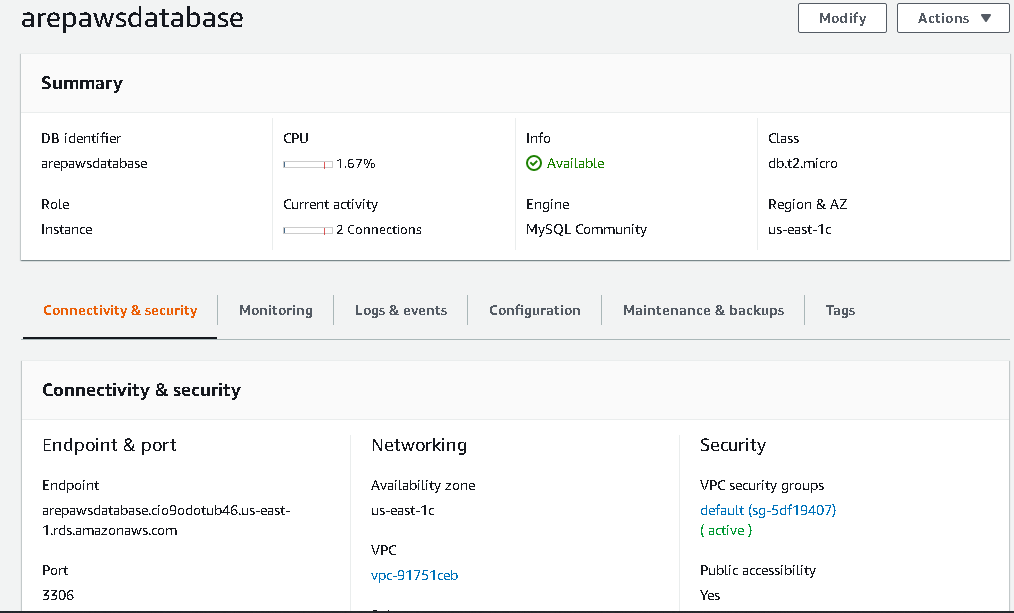 arepawsdatabase
Modify
Actions
Summary
DB identifier
arepawsdatabase
CPU
1.67%
Info
Available
Class
db.t2.micro
Role
Instance
Current activity
2 Connections
Engine
MySQL Community
Region & AZ
us-east-1c
Connectivity & security
Monitoring
Logs & events
Configuration
Maintenance & backups
Tags
Connectivity & security
Endpoint & port
Endpoint
arepawsdatabase.cio9odotub46.us-east-
1.rds.amazonaws.com
Port
3306
Networking
Availability zone
us-east-1c
VPC
vpc-91751ceb
Security
VPC security groups
default (sg-5df19407)
( active )
Public accessibility
Yes